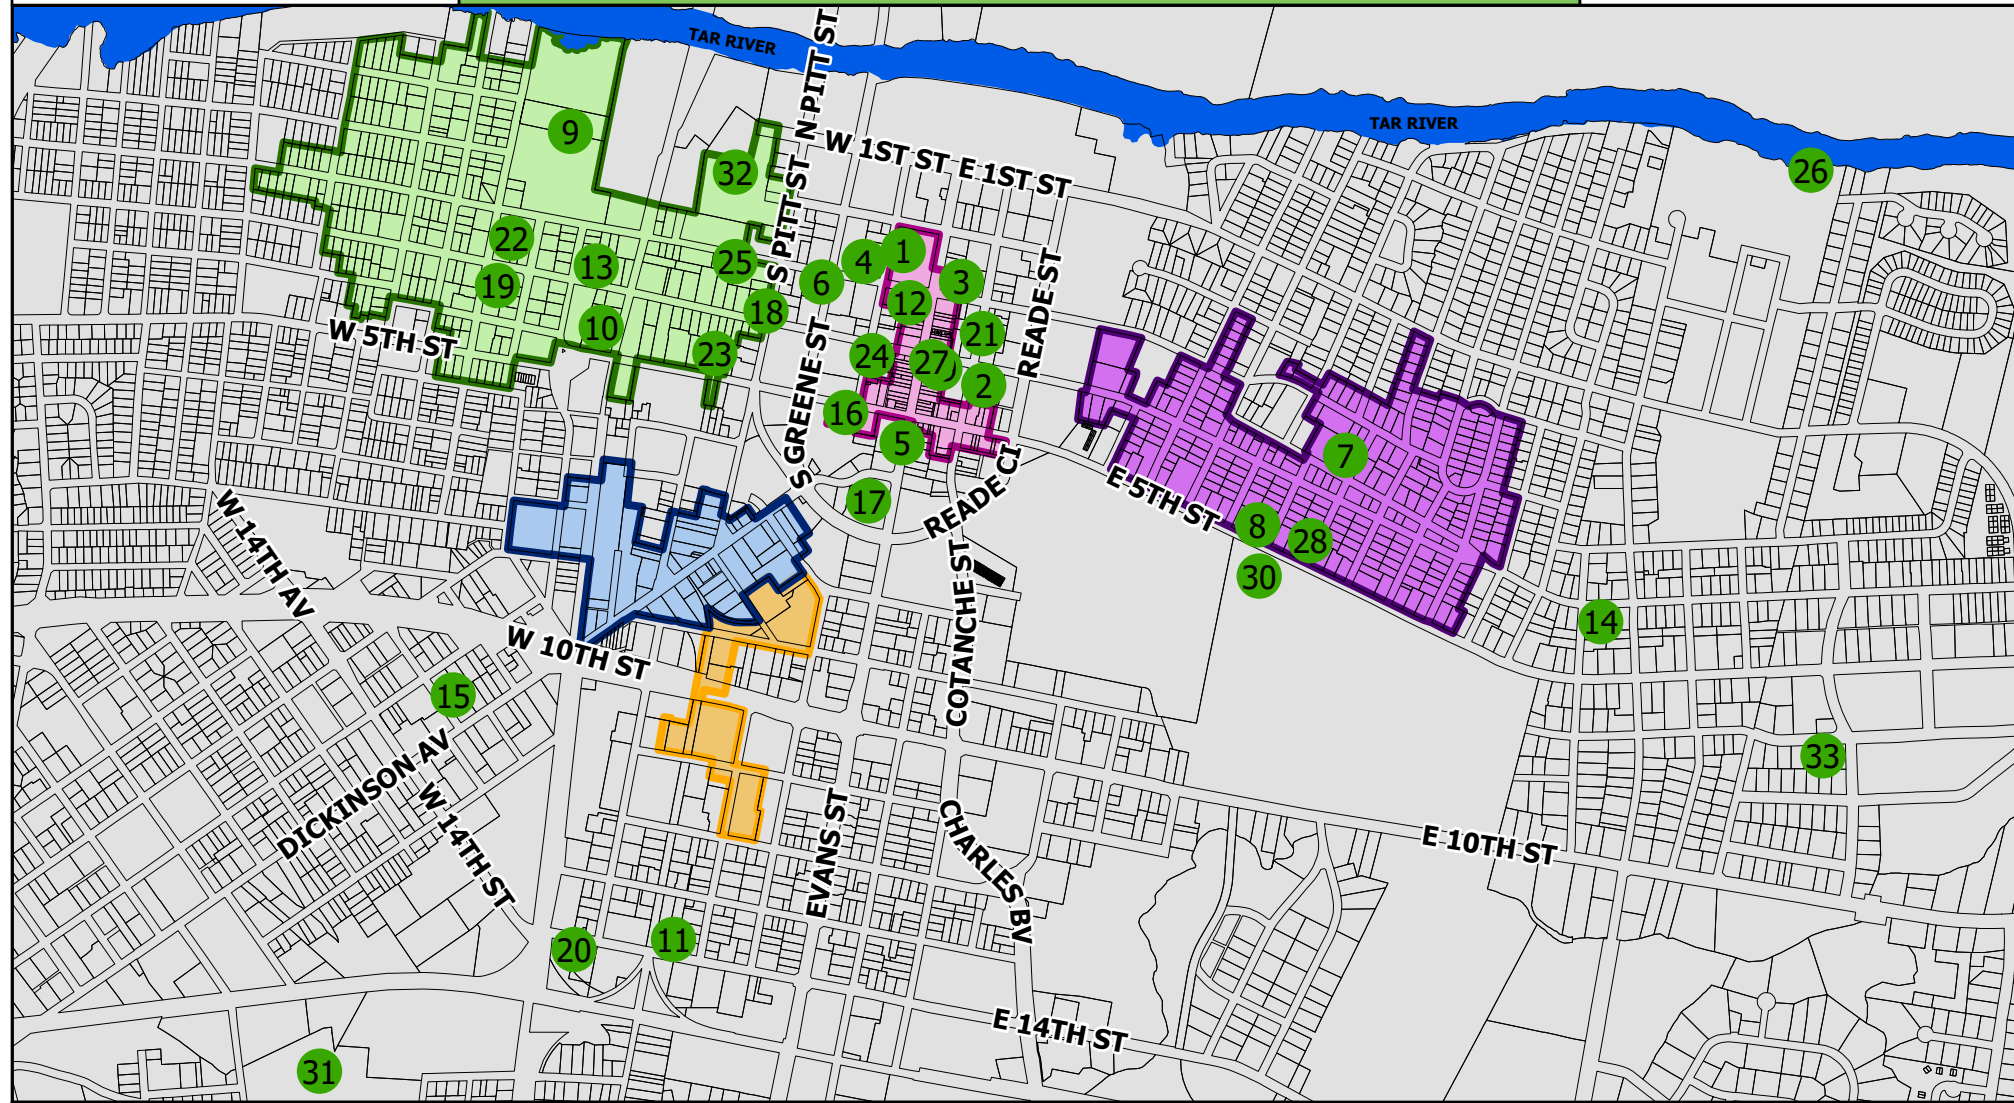 TAR RIVER
N PITT ST
TAR RIVER
9
W 1ST ST
E 1ST ST
32
26
S PITT ST
22
13
25
4
1
6
3
19
12
18
READE ST
10
21
W 5TH ST
23
24
27
2
S GREENE ST
16
5
7
READE CI
E 5TH ST
17
8
28
W 14TH AV
COTANCHE ST
30
14
W 10TH ST
15
33
DICKINSON AV
W 14TH ST
EVANS ST
CHARLES BV
E 10TH ST
20
11
E 14TH ST
31